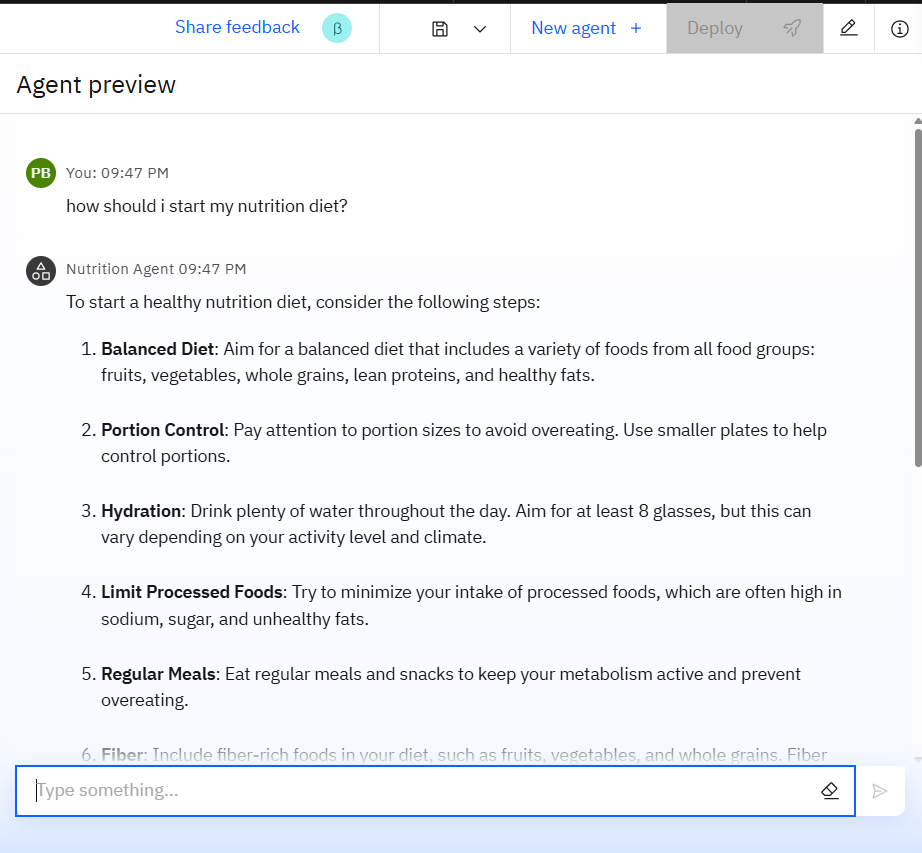 Share feedback β New agent + Deploy
Agent preview
PB You: 09:47 PM
how should i start my nutrition diet?
Nutrition Agent 09:47 PM
To start a healthy nutrition diet, consider the following steps:
1. Balanced Diet: Aim for a balanced diet that includes a variety of foods from all food groups:
fruits, vegetables, whole grains, lean proteins, and healthy fats.
2. Portion Control: Pay attention to portion sizes to avoid overeating. Use smaller plates to help
control portions.
3. Hydration: Drink plenty of water throughout the day. Aim for at least 8 glasses, but this can
vary depending on your activity level and climate.
4. Limit Processed Foods: Try to minimize your intake of processed foods, which are often high in
sodium, sugar, and unhealthy fats.
5. Regular Meals: Eat regular meals and snacks to keep your metabolism active and prevent
overeating.
6. Fiber: Include fiber-rich foods in your diet, such as fruits, vegetables, and whole grains. Fiber
Type something...